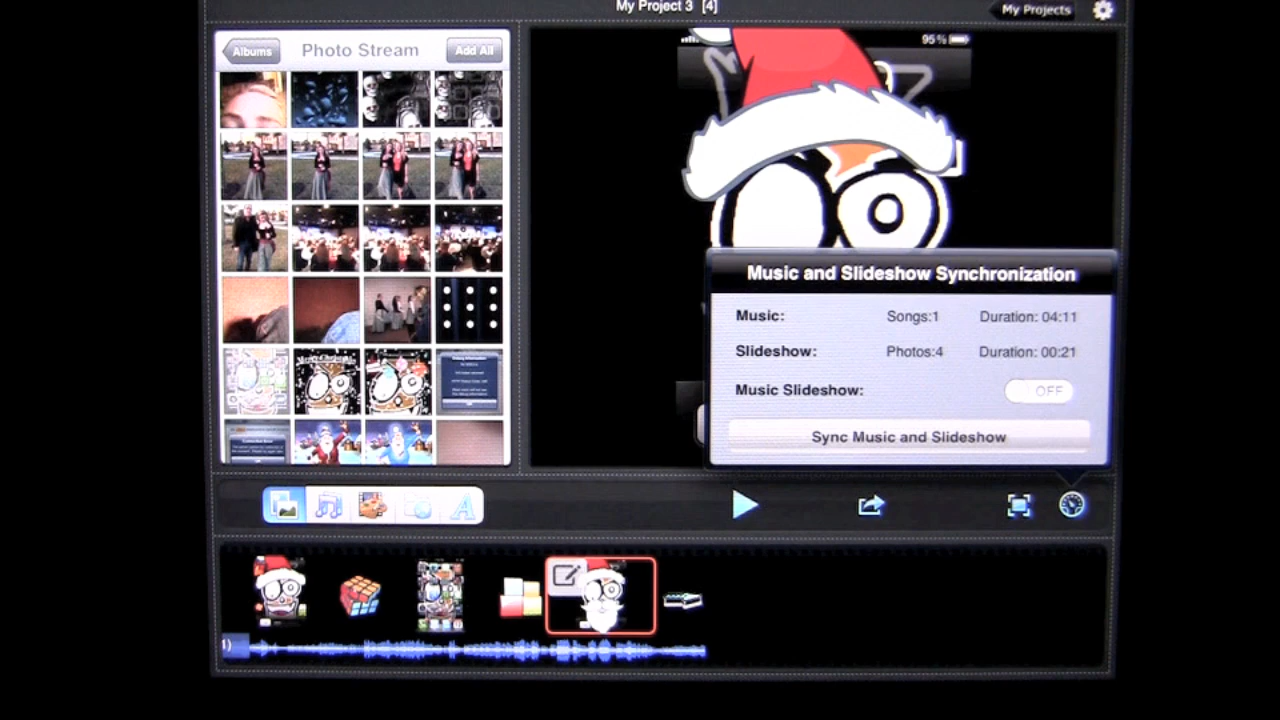 My Project 3 [4]
My Projects
Albums
Photo Stream
Add All
95%
Music and Slideshow Synchronization
Music: Songs:1 Duration: 04:11
Slideshow: Photos:4 Duration: 00:21
Music Slideshow: OFF
Sync Music and Slideshow
A
1)